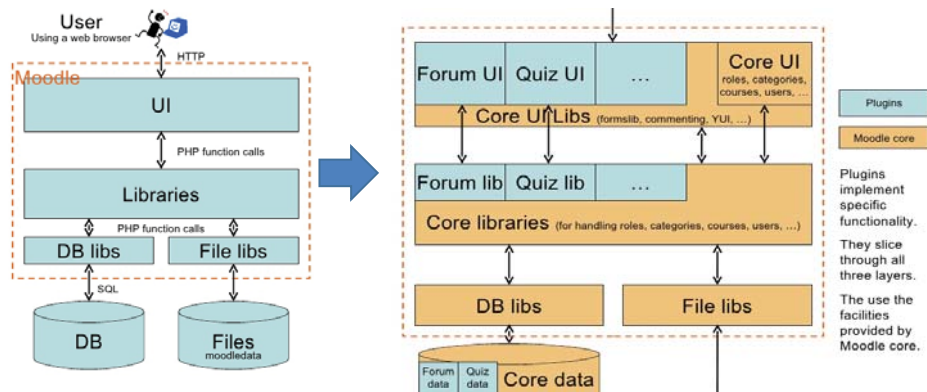 User
Using a web browser
HTTP
Moodle
UI
PHP function calls
Libraries
PHP function calls
DB libs
File libs
SQL
DB
Files
moodledata
Forum UI
Quiz UI
...
Core UI
roles, categories,
courses, users, ...
Core UI Libs (formslib, commenting, YUI, ...)
Forum lib
Quiz lib
...
Core libraries (for handling roles, categories, courses, users, ...)
DB libs
File libs
Forum
data
Quiz
data
Core data
Plugins
Moodle core
Plugins
implement
specific
functionality.
They slice
through all
three layers.
The use the
facilities
provided by
Moodle core.